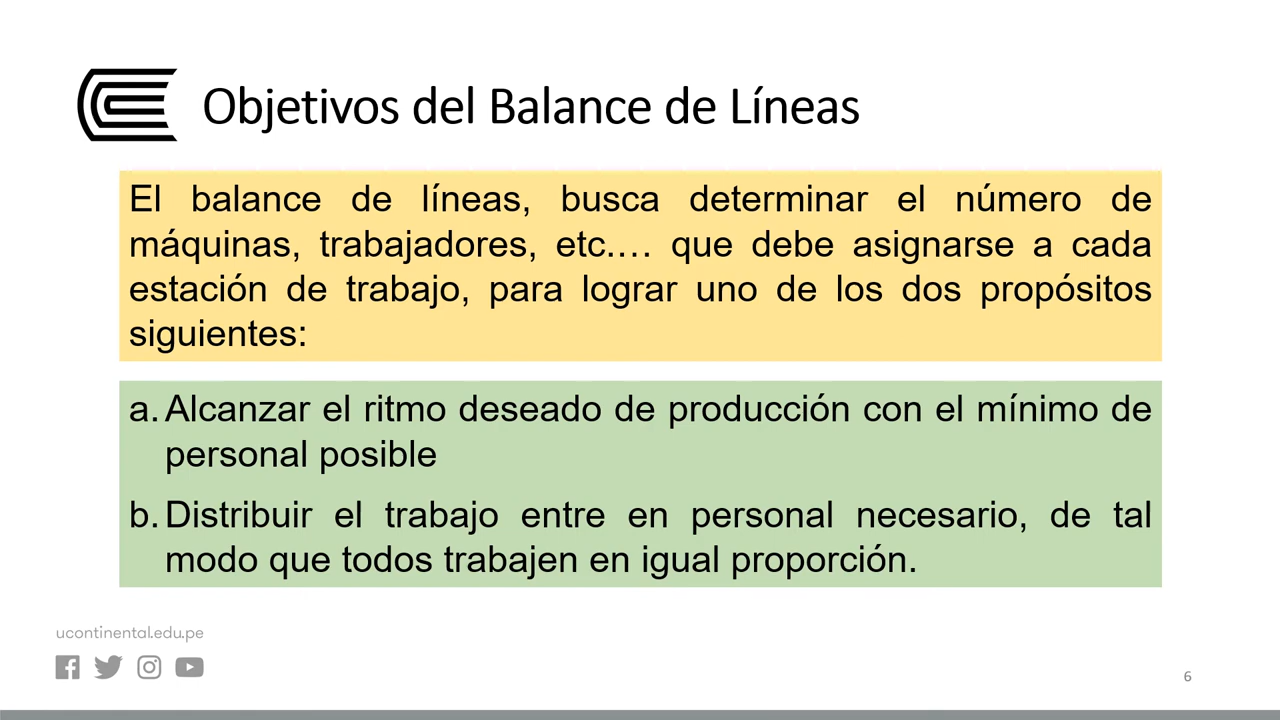 Objetivos del Balance de Líneas
El balance de líneas, busca determinar el número de
máquinas, trabajadores, etc.… que debe asignarse a cada
estación de trabajo, para lograr uno de los dos propósitos
siguientes:
a. Alcanzar el ritmo deseado de producción con el mínimo de
personal posible
b. Distribuir el trabajo entre en personal necesario, de tal
modo que todos trabajen en igual proporción.
ucontinental.edu.pe
6